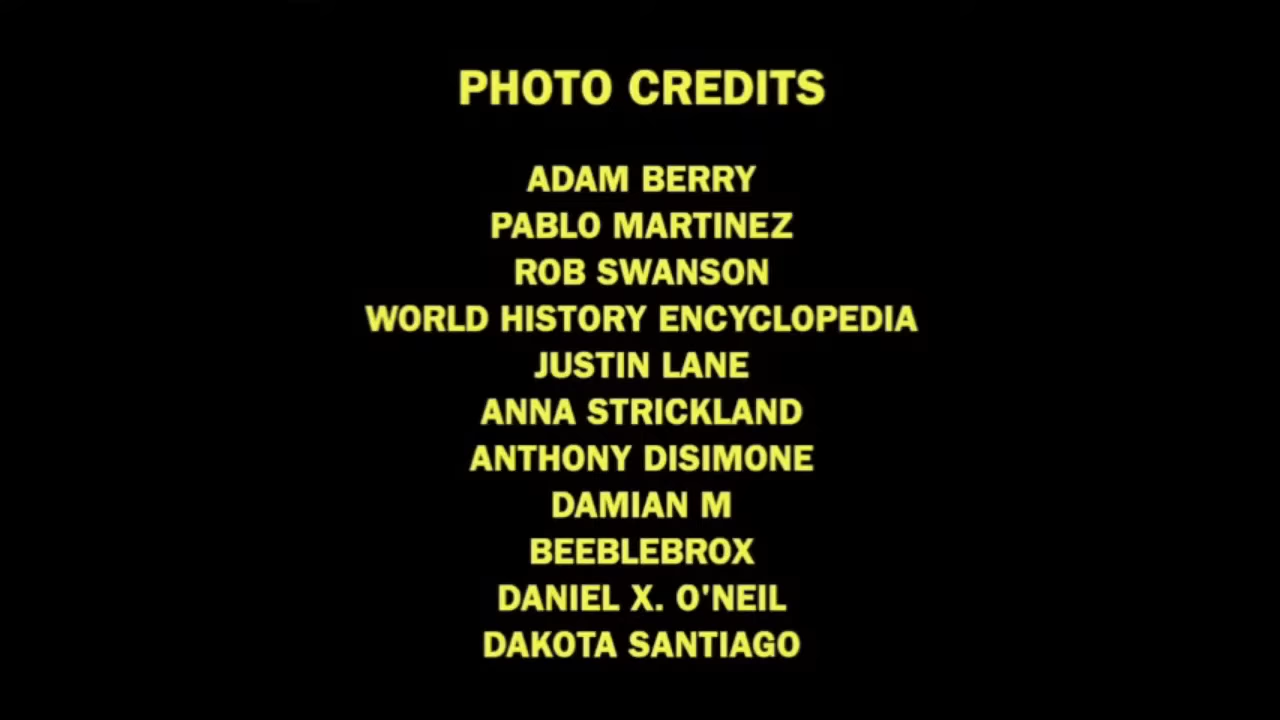 PHOTO CREDITS
ADAM BERRY
PABLO MARTINEZ
ROB SWANSON
WORLD HISTORY ENCYCLOPEDIA
JUSTIN LANE
ANNA STRICKLAND
ANTHONY DISIMONE
DAMIAN M
BEEBLEBROX
DANIEL X. O'NEIL
DAKOTA SANTIAGO